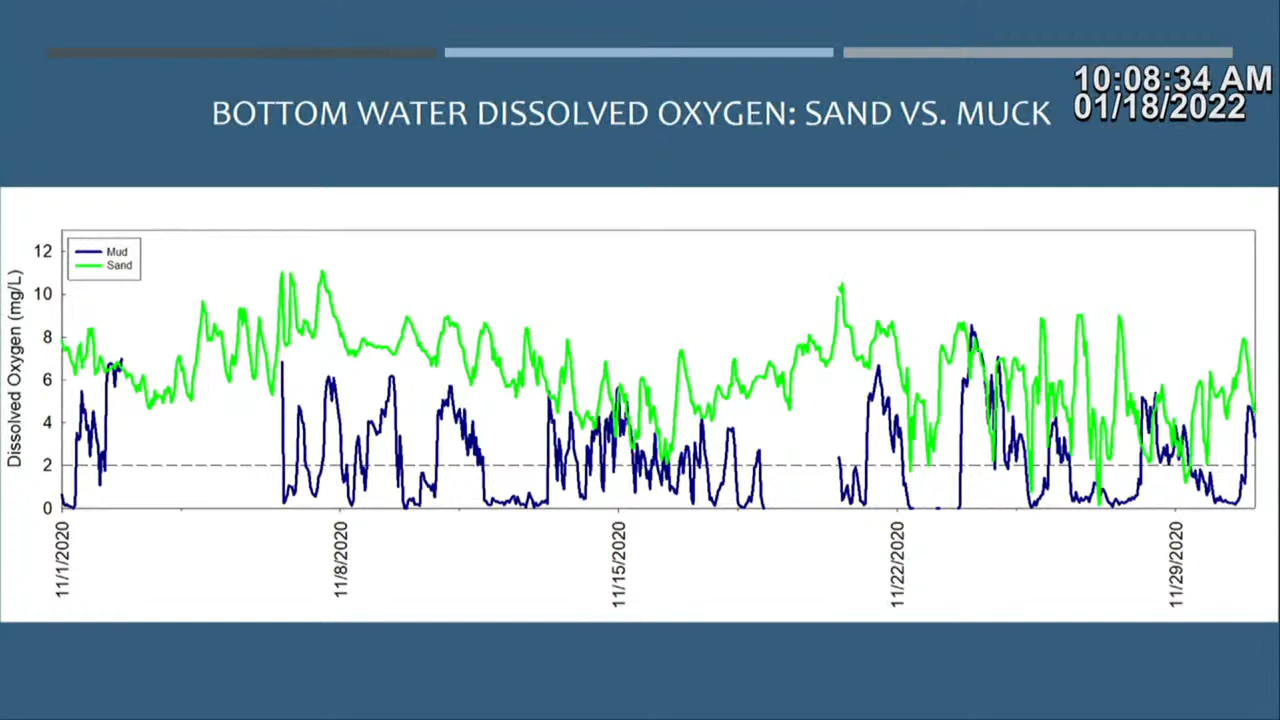 10:08:34 AM
01/18/2022
BOTTOM WATER DISSOLVED OXYGEN: SAND VS. MUCK
Mud
Sand
Dissolved Oxygen (mg/L)
12
10
8
6
4
2
0
11/1/2020
11/8/2020
11/15/2020
11/22/2020
11/29/2020